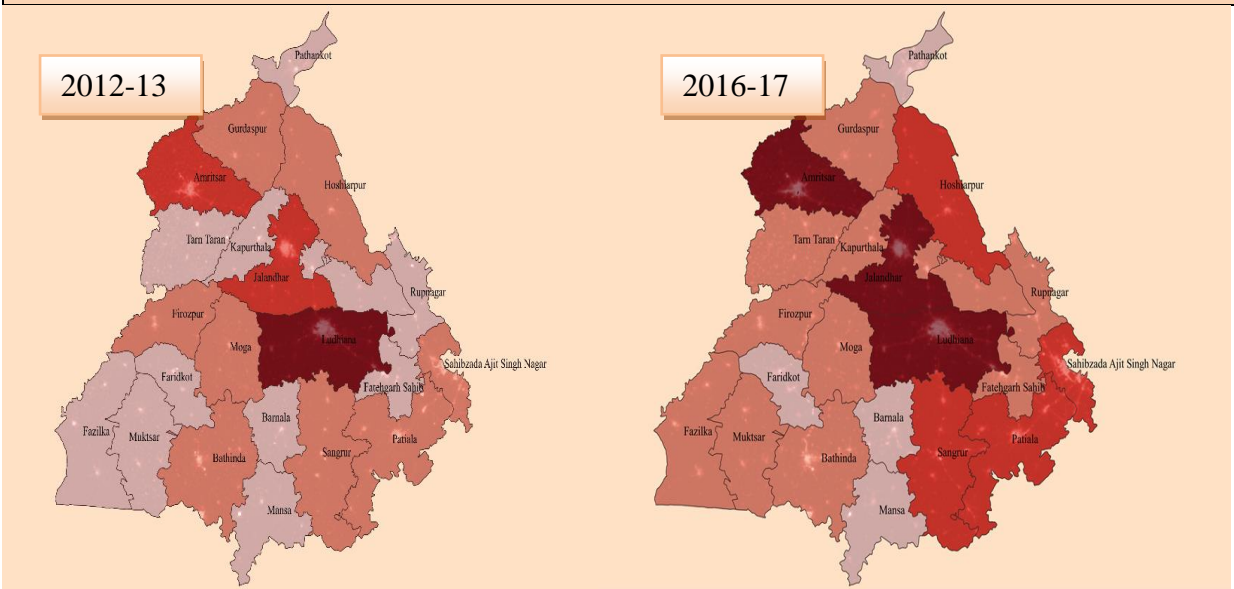 2012-13
Pathankot
Gurdaspur
Amritsar
Hoshiarpur
Tarn Taran
Kapurthala
Jalandhar
Rupnagar
Firozpur
Moga
Ludhiana
Sahibzada Ajit Singh Nagar
Faridkot
Fatehgarh Sahib
Fazilka
Muktsar
Barnala
Bathinda
Sangrur
Patiala
Mansa
2016-17
Pathankot
Gurdaspur
Amritsar
Hoshiarpur
Tarn Taran
Kapurthala
Jalandhar
Rupnagar
Firozpur
Moga
Ludhiana
Sahibzada Ajit Singh Nagar
Faridkot
Fatehgarh Sahib
Fazilka
Muktsar
Barnala
Bathinda
Sangrur
Patiala
Mansa